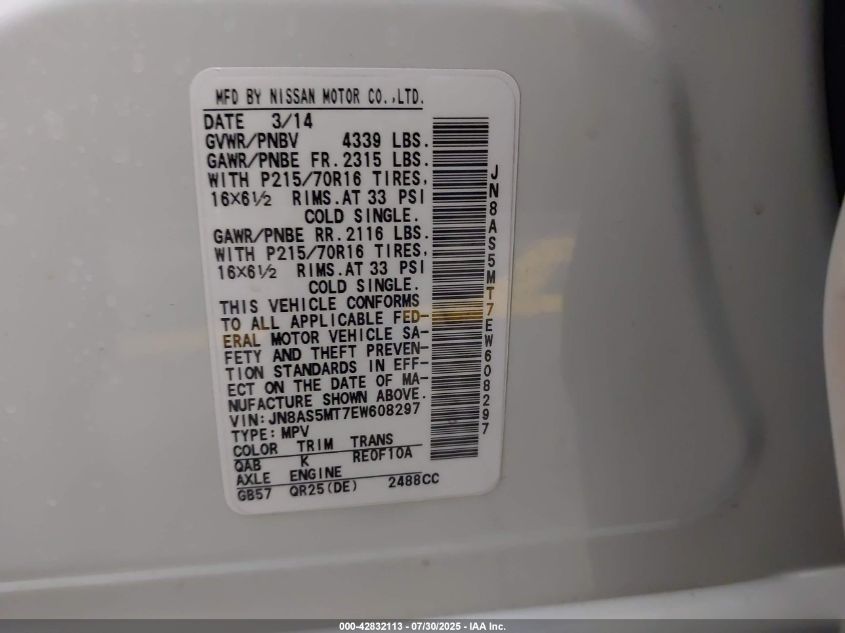 MFD BY NISSAN MOTOR CO.,LTD.
DATE 3/14
GVWR/PNBV 4339 LBS.
GAWR/PNBE FR. 2315 LBS.
WITH P215/70R16 TIRES,
16×6½ RIMS. AT 33 PSI
COLD SINGLE.
GAWR/PNBE RR. 2116 LBS.
WITH P215/70R16 TIRES,
16×6½ RIMS. AT 33 PSI
COLD SINGLE.
THIS VEHICLE CONFORMS
TO ALL APPLICABLE FED-
ERAL MOTOR VEHICLE SA-
FETY AND THEFT PREVEN-
TION STANDARDS IN EFF-
ECT ON THE DATE OF MA-
NUFACTURE SHOWN ABOVE.
VIN: JN8AS5MT7EW608297
TYPE: MPV
COLOR TRIM TRANS
QAB K RE0F10A
AXLE ENGINE
GB57 QR25(DE) 2488CC
JN8AS5MT7EW608297
000-42832113 - 07/30/2025 - IAA Inc.